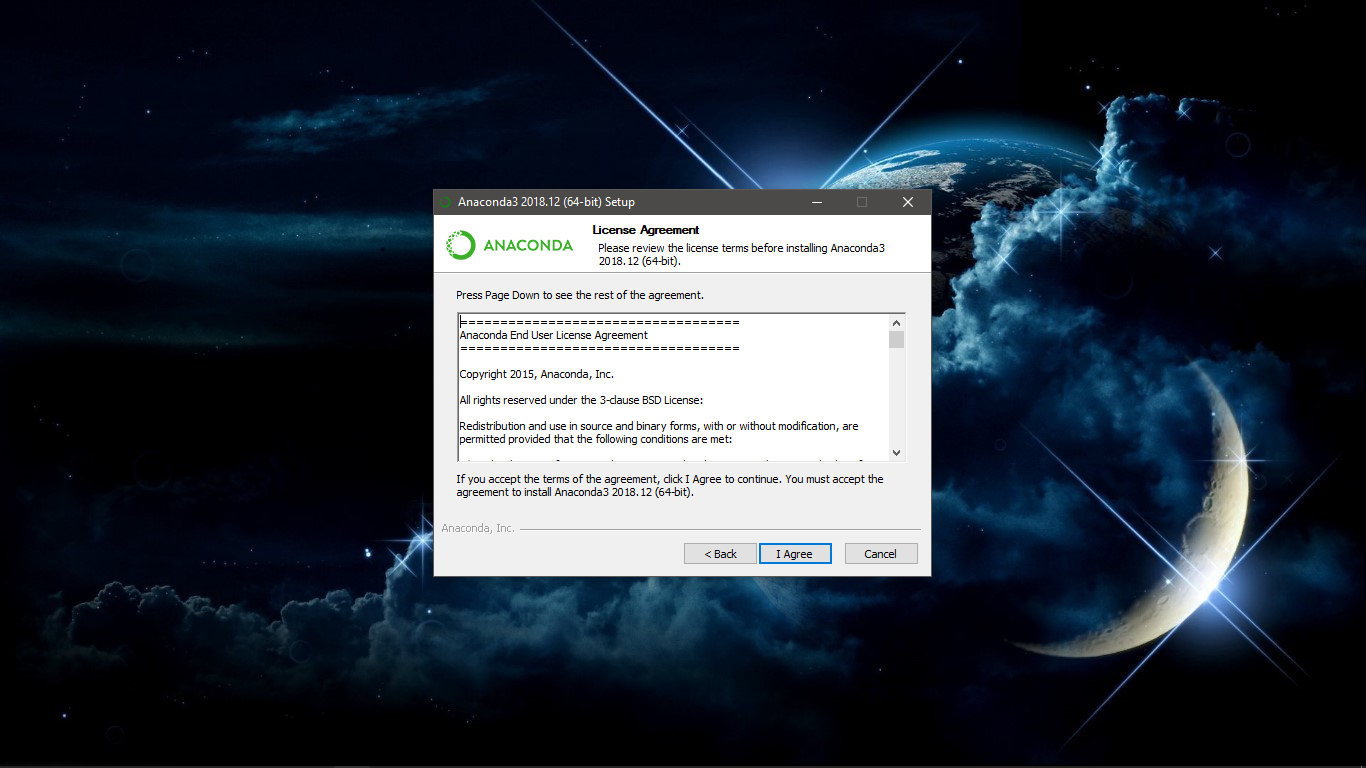 Anaconda3 2018.12 (64-bit) Setup
ANACONDA
License Agreement
Please review the license terms before installing Anaconda3
2018.12 (64-bit).
Press Page Down to see the rest of the agreement.
===================================
Anaconda End User License Agreement
===================================
Copyright 2015, Anaconda, Inc.
All rights reserved under the 3-clause BSD License:
Redistribution and use in source and binary forms, with or without modification, are
permitted provided that the following conditions are met:
If you accept the terms of the agreement, click I Agree to continue. You must accept the
agreement to install Anaconda3 2018.12 (64-bit).
Anaconda, Inc.
< Back
I Agree
Cancel